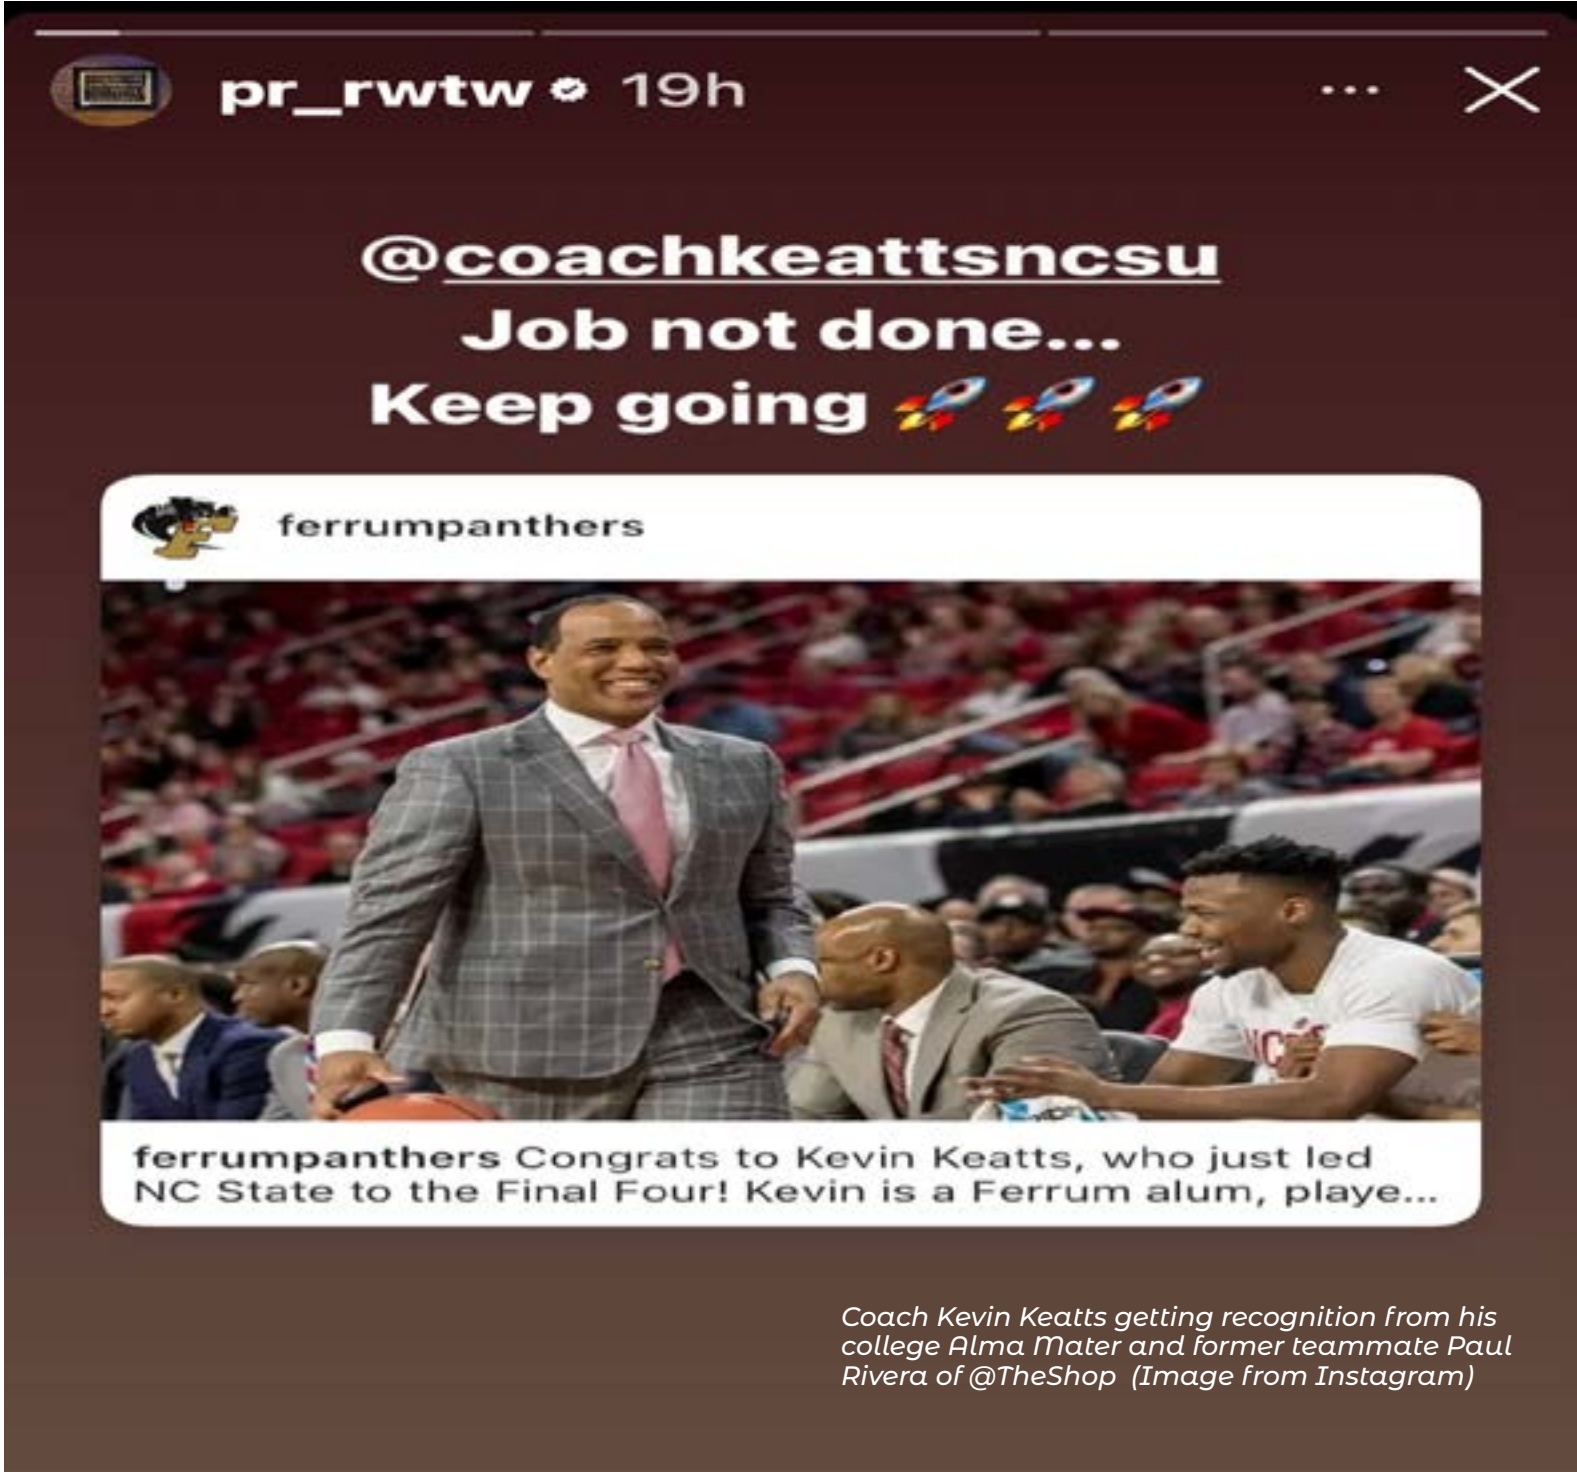 pr_rwtw 19h
@coachkeattsncsu
Job not done...
Keep going 🚀🚀🚀
ferrumpanthers
ferrumpanthers Congrats to Kevin Keatts, who just led
NC State to the Final Four! Kevin is a Ferrum alum, playe...
Coach Kevin Keatts getting recognition from his
college Alma Mater and former teammate Paul
Rivera of @TheShop (Image from Instagram)